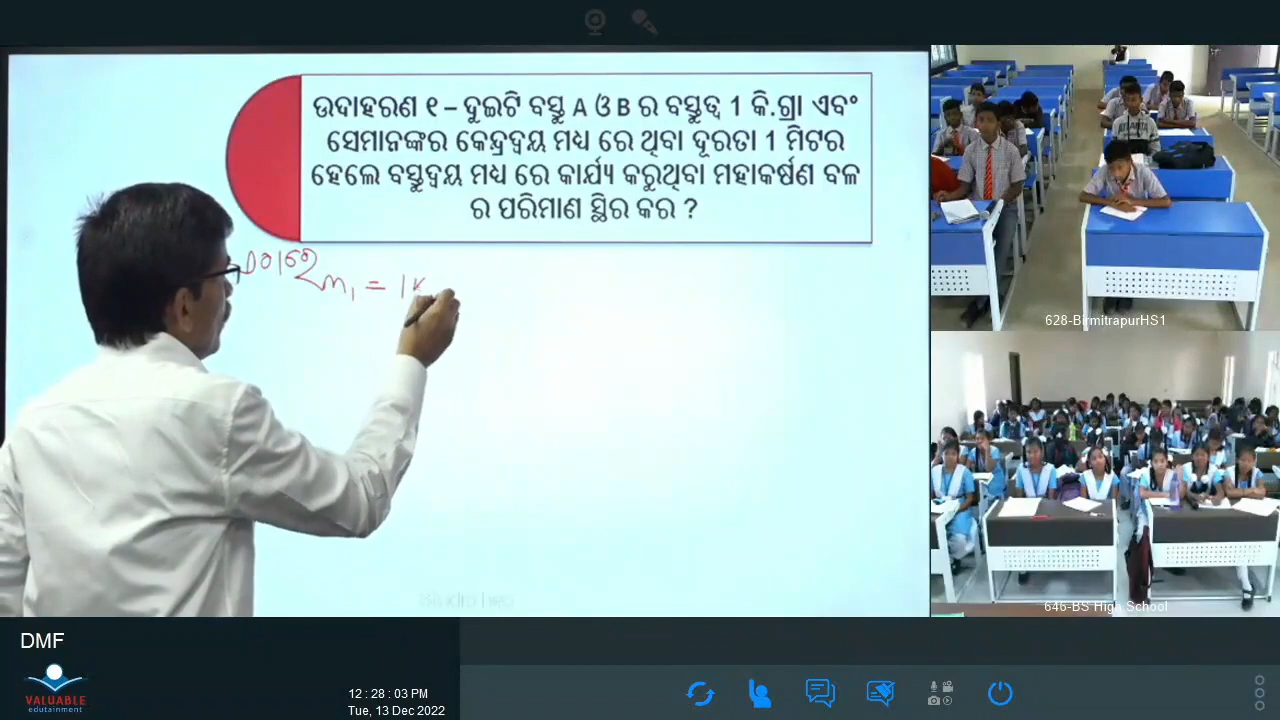 ଉଦାହରଣ ୧ – ଦୁଇଟି ବସ୍ତୁ A ଓ B ର ବସ୍ତୁତ୍ୱ 1 କି.ଗ୍ରା ଏବଂ
ସେମାନଙ୍କର କେନ୍ଦ୍ରଦ୍ୱୟ ମଧ୍ୟ ରେ ଥିବା ଦୂରତା 1 ମିଟର
ହେଲେ ବସ୍ତୁଦ୍ୱୟ ମଧ୍ୟ ରେ କାର୍ଯ୍ୟ କରୁଥିବା ମହାକର୍ଷଣ ବଳ
ର ପରିମାଣ ସ୍ଥିର କର ?
m₁ = 1K
628-BirmitrapurHS1
646-BS High School
DMF
VALUABLE
edutainment
12 : 28 : 03 PM
Tue, 13 Dec 2022